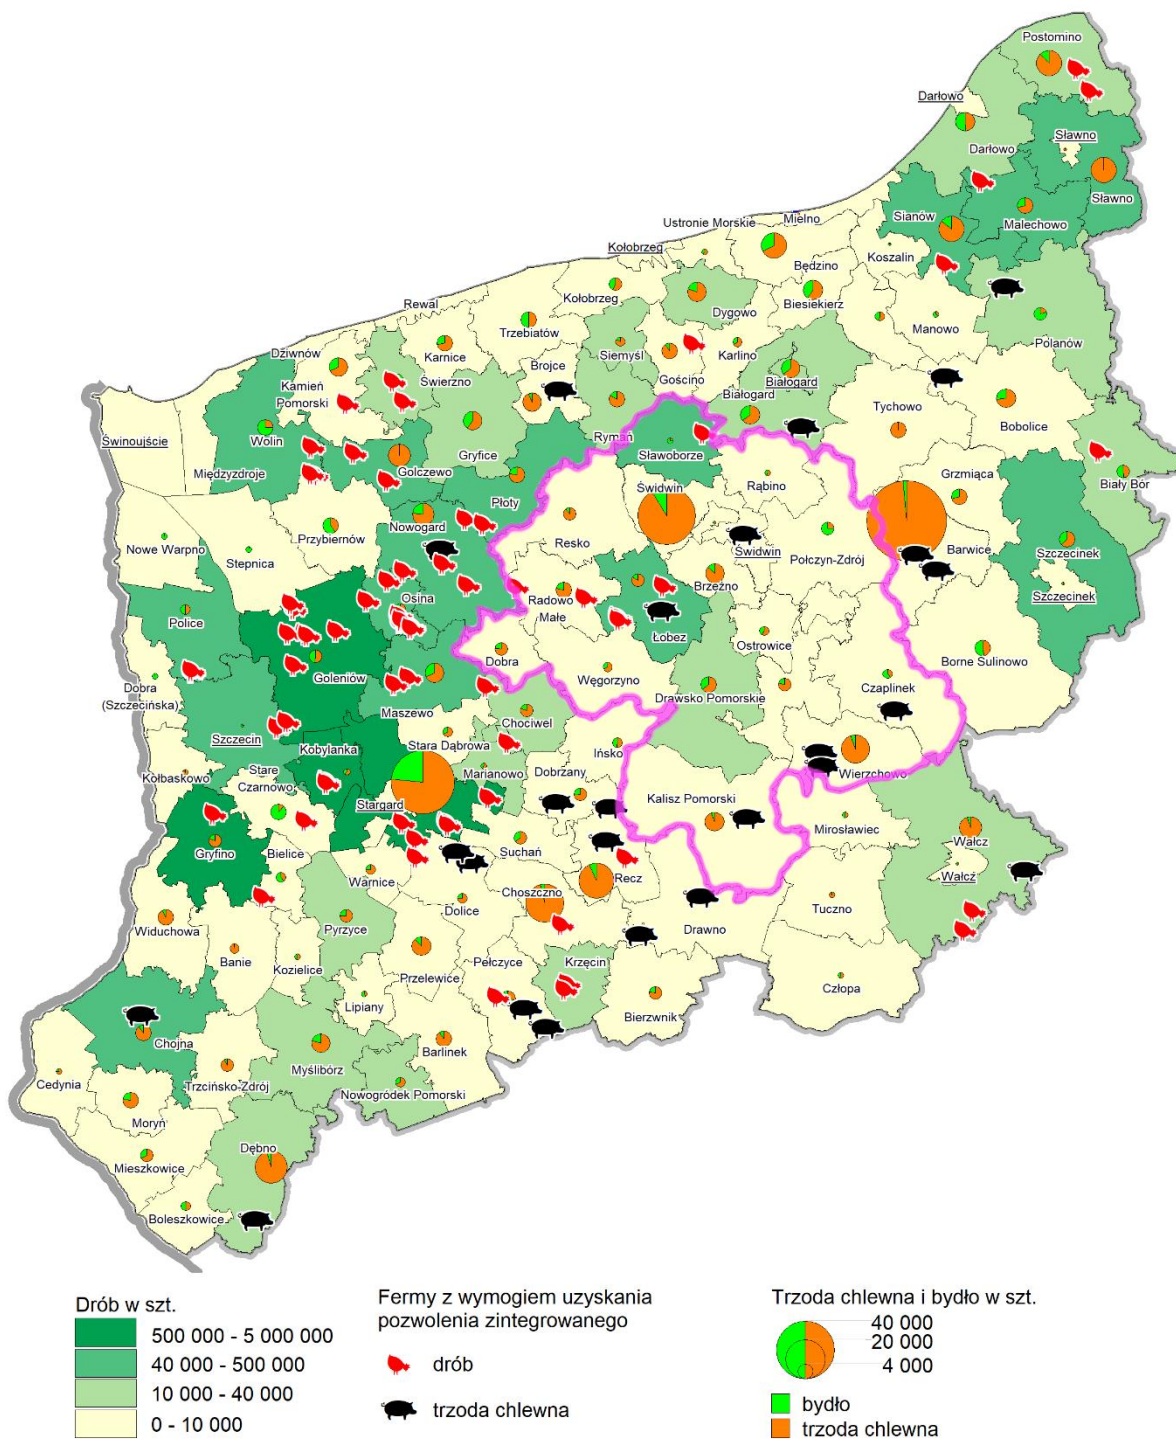 Postomino
Darłowo
Sławno
Darłowo
Sławno
Ustronie Morskie
Mielno
Sianów
Malechowo
Kołobrzeg
Koszalin
Będzino
Rewal
Kołobrzeg
Dygowo
Biesiekierz
Manowo
Polanów
Trzebiatów
Dziwnów
Karnice
Siemyśl
Karlino
Brojce
Kamień
Pomorski
Świerzno
Gościno
Białogard
Białogard
Tychowo
Bobolice
Świnoujście
Wolin
Gryfice
Rymań
Międzyzdroje
Golczewo
Sławoborze
Grzmiąca
Biały Bór
Płoty
Świdwin
Rąbino
Nowogard
Przybiernów
Resko
Świdwin
Połczyn-Zdrój
Barwice
Szczecinek
Nowe Warpno
Stepnica
Brzeżno
Szczecinek
Osina
Radowo
Małe
Police
Łobez
Ostrowice
Dobra
Borne Sulinowo
Goleniów
Węgorzyno
Dobra
(Szczecińska)
Drawsko Pomorskie
Czaplinek
Maszewo
Chociwel
Szczecin
Stara Dąbrowa
Ińsko
Kobylanka
Kołbaskowo
Stare
Czarnowo
Marianowo
Dobrzany
Wierzchowo
Stargard
Kalisz Pomorski
Mirosławiec
Wałcz
Gryfino
Bielice
Suchań
Wałcz
Warnice
Recz
Choszczno
Dolice
Tuczno
Widuchowa
Pyrzyce
Drawno
Banie
Kozielice
Przelewice
Pełczyce
Krzęcin
Człopa
Lipiany
Bierzwnik
Chojna
Barlinek
Cedynia
Trzcińsko-Zdrój
Myślibórz
Nowogródek Pomorski
Moryń
Dębno
Mieszkowice
Boleszkowice
Drób w szt.
500 000 - 5 000 000
40 000 - 500 000
10 000 - 40 000
0 - 10 000
Fermy z wymogiem uzyskania
pozwolenia zintegrowanego
drób
trzoda chlewna
Trzoda chlewna i bydło w szt.
40 000
20 000
4 000
bydło
trzoda chlewna